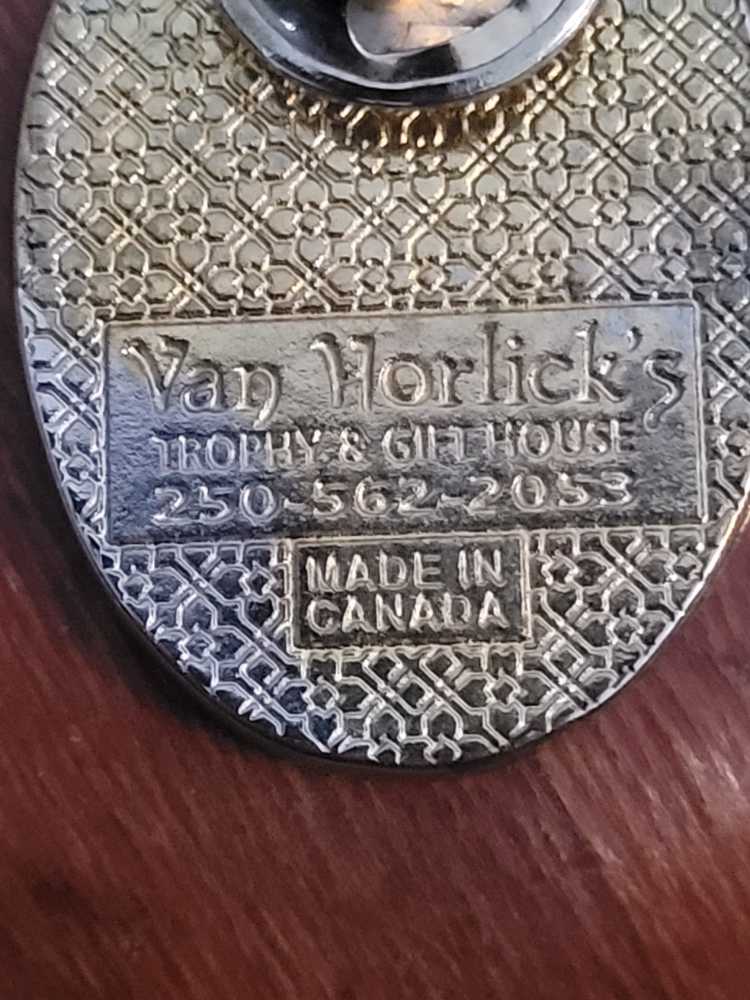 Van Horlick's
TROPHY & GIFT HOUSE
250-562-2053
MADE IN
CANADA